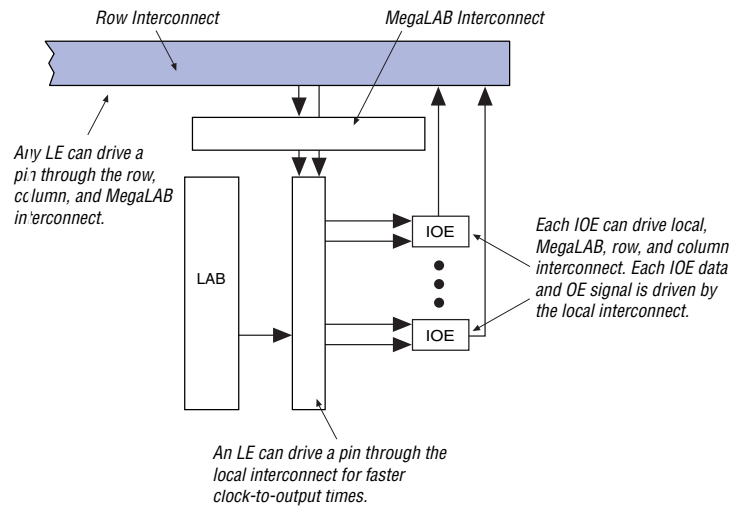 Row Interconnect
MegaLAB Interconnect
Any LE can drive a
pin through the row,
column, and MegaLAB
interconnect.
LAB
IOE
IOE
Each IOE can drive local,
MegaLAB, row, and column
interconnect. Each IOE data
and OE signal is driven by
the local interconnect.
An LE can drive a pin through the
local interconnect for faster
clock-to-output times.